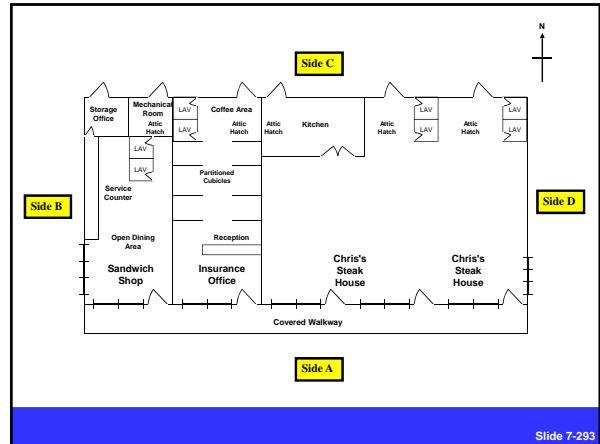 N
Side C
Storage
Office
Mechanical
Room
Attic
Hatch
LAV
LAV
Coffee Area
Attic
Hatch
Attic
Hatch
Kitchen
Attic
Hatch
LAV
LAV
Attic
Hatch
LAV
LAV
LAV
LAV
Service
Counter
Partitioned
Cubicles
Side B
Side D
Open Dining
Area
Reception
Sandwich
Shop
Insurance
Office
Chris's
Steak
House
Chris's
Steak
House
Covered Walkway
Side A
Slide 7-293